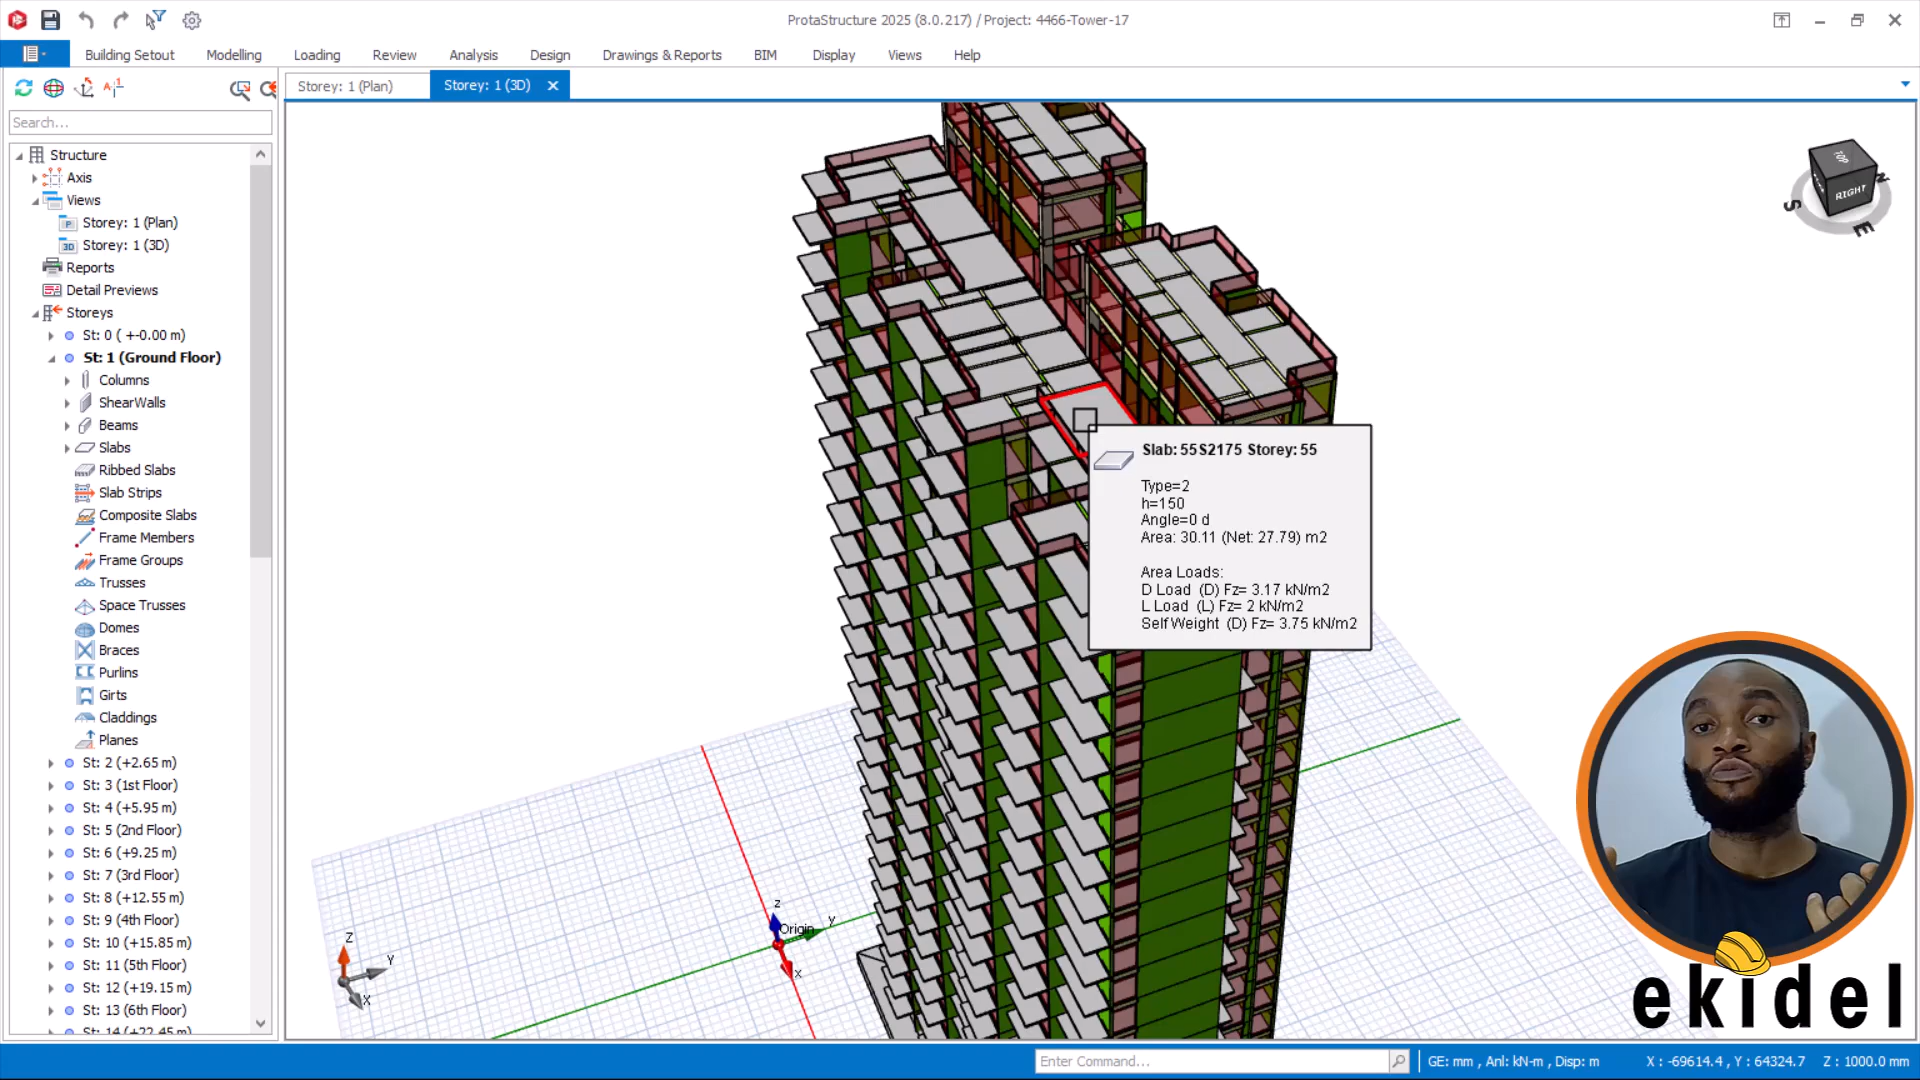 ProtaStructure 2025 (8.0.217) / Project: 4466-Tower-17
Building Setout
Modelling
Loading
Review
Analysis
Design
Drawings & Reports
BIM
Display
Views
Help
Storey: 1 (Plan)
Storey: 1 (3D)
Search...
Structure
Axis
Views
Storey: 1 (Plan)
Storey: 1 (3D)
Reports
Detail Previews
Storeys
St: 0 ( +-0.00 m)
St: 1 (Ground Floor)
Columns
ShearWalls
Beams
Slabs
Ribbed Slabs
Slab Strips
Composite Slabs
Frame Members
Frame Groups
Trusses
Space Trusses
Domes
Braces
Purlins
Girts
Claddings
Planes
St: 2 (+2.65 m)
St: 3 (1st Floor)
St: 4 (+5.95 m)
St: 5 (2nd Floor)
St: 6 (+9.25 m)
St: 7 (3rd Floor)
St: 8 (+12.55 m)
St: 9 (4th Floor)
St: 10 (+15.85 m)
St: 11 (5th Floor)
St: 12 (+19.15 m)
St: 13 (6th Floor)
St: 14 (+22.45 m)
TOP
RIGHT
S
E
N
Slab: 55S2175 Storey: 55
Type=2
h=150
Angle=0 d
Area: 30.11 (Net: 27.79) m2
Area Loads:
D Load (D) Fz= 3.17 kN/m2
L Load (L) Fz= 2 kN/m2
Self Weight (D) Fz= 3.75 kN/m2
z
Origin
y
x
Z
Y
X
ekidel
Enter Command...
GE: mm , Anl: kN-m , Disp: m
X : -69614.4 , Y : 64324.7
Z : 1000.0 mm